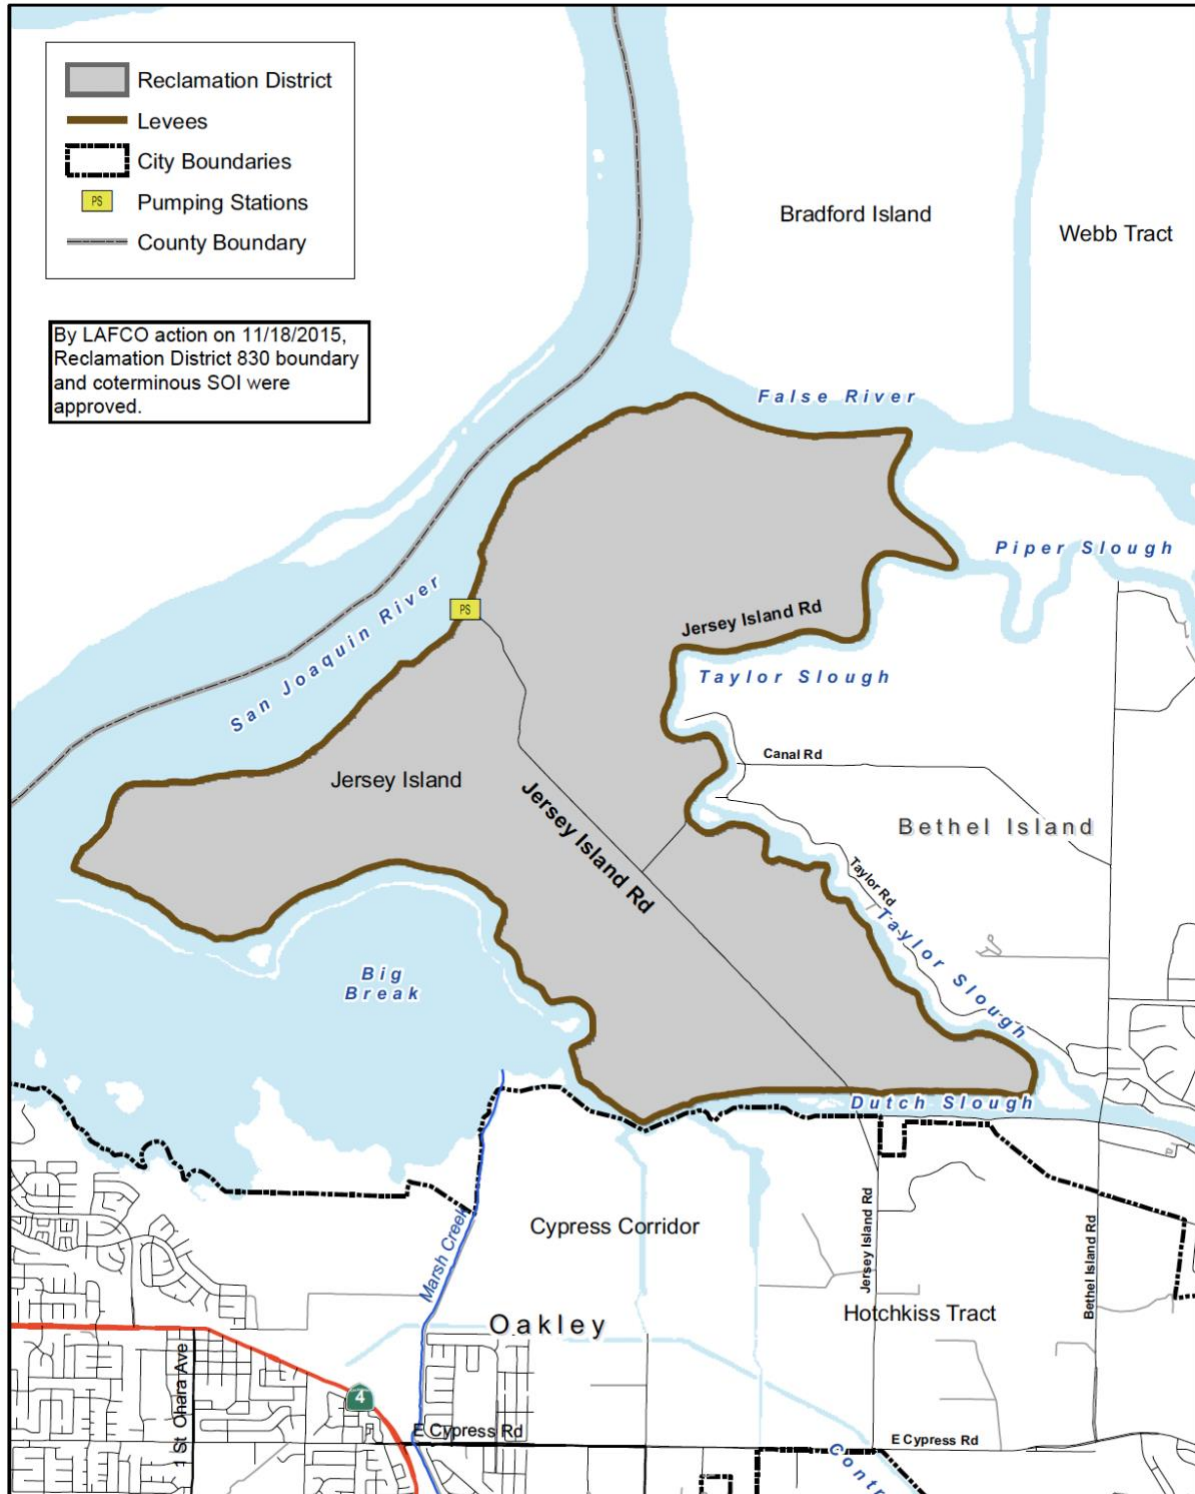 Reclamation District
Levees
City Boundaries
PS
Pumping Stations
County Boundary
By LAFCO action on 11/18/2015,
Reclamation District 830 boundary
and coterminous SOI were
approved.
Bradford Island
Webb Tract
False River
Piper Slough
San Joaquin River
PS
Jersey Island Rd
Taylor Slough
Canal Rd
Jersey Island
Jersey Island Rd
Bethel Island
Taylor Rd
Taylor Slough
Big
Break
Dutch Slough
Marsh Creek
Cypress Corridor
Jersey Island Rd
Bethel Island Rd
Oakley
Hotchkiss Tract
1 St Ohara Ave
4
E Cypress Rd
E Cypress Rd
Contr